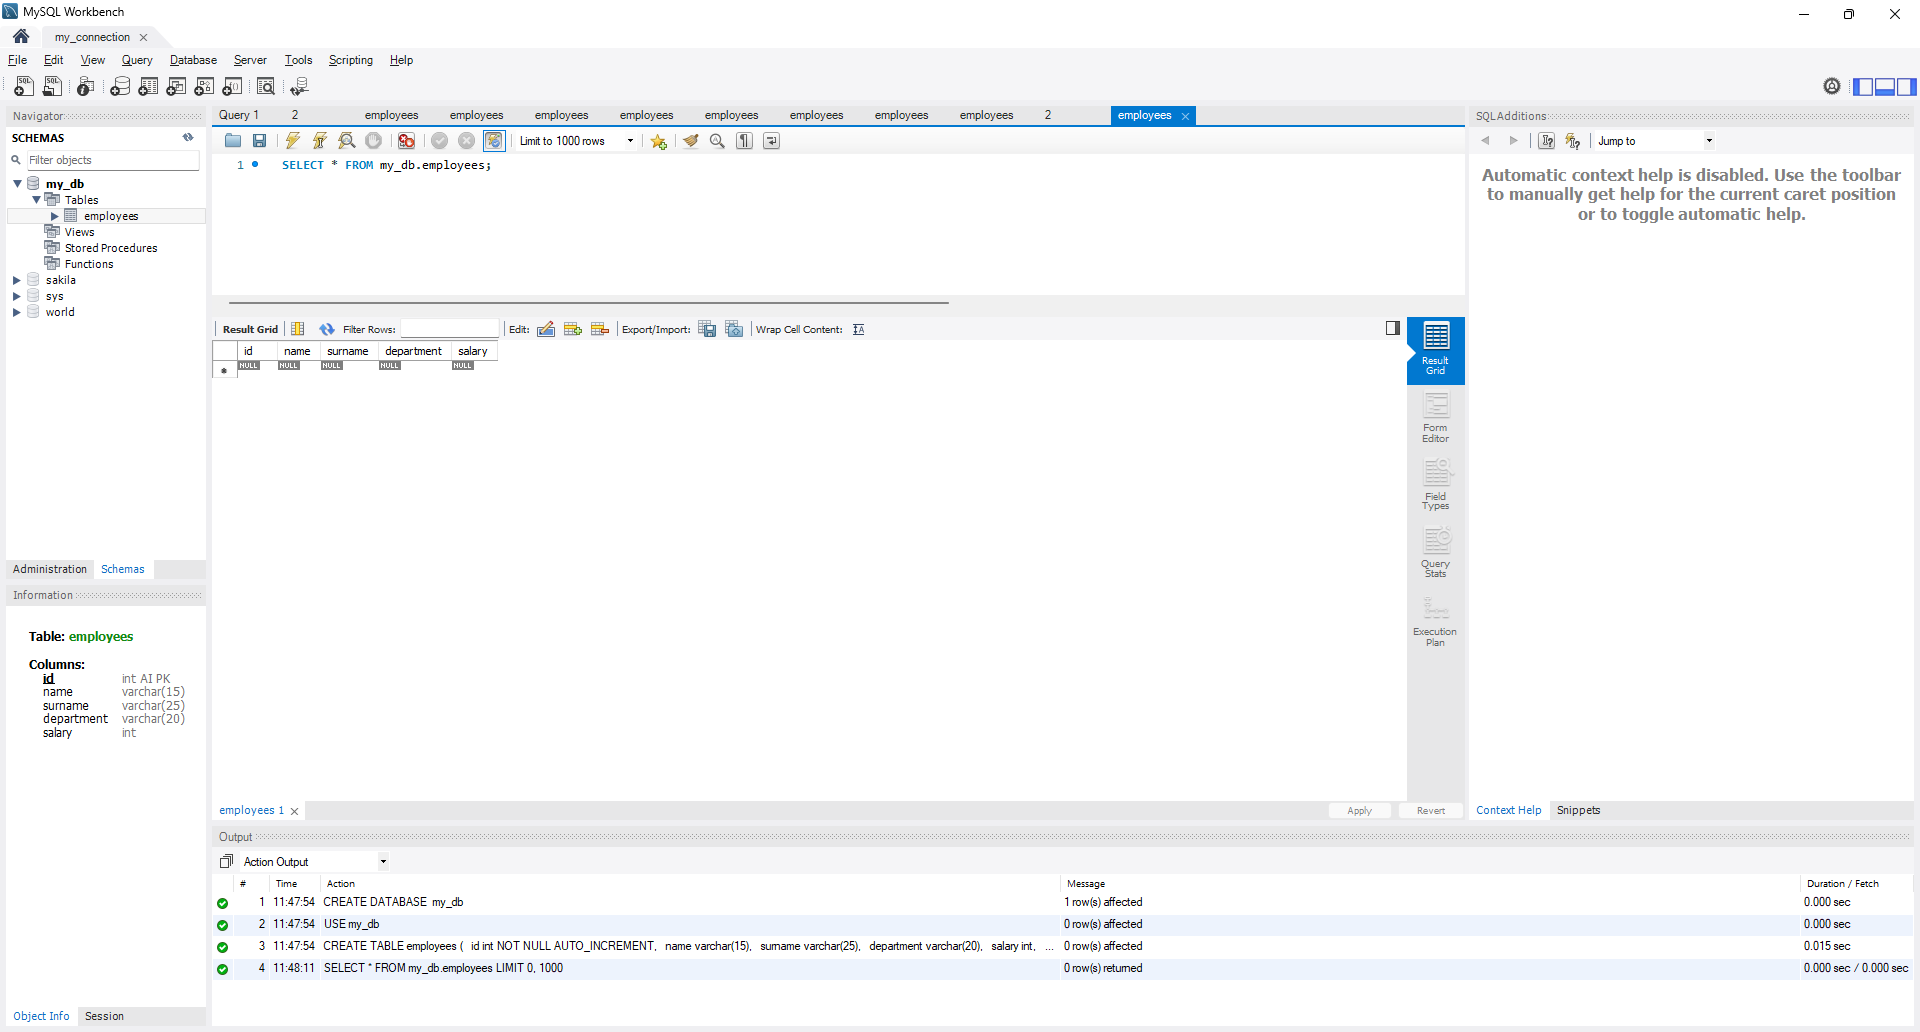 MySQL Workbench
my_connection
File Edit View Query Database Server Tools Scripting Help
Navigator
SCHEMAS
Filter objects
my_db
Tables
employees
Views
Stored Procedures
Functions
sakila
sys
world
Administration Schemas
Information
Table: employees
Columns:
id int AI PK
name varchar(15)
surname varchar(25)
department varchar(20)
salary int
Object Info Session
Query 1 2 employees employees employees employees employees employees employees employees 2 employees
Limit to 1000 rows
1 SELECT * FROM my_db.employees;
Result Grid Filter Rows: Edit: Export/Import: Wrap Cell Content:
id name surname department salary
NULL NULL NULL NULL NULL
Result
Grid
Form
Editor
Field
Types
Query
Stats
Execution
Plan
employees 1 Apply Revert
SQLAdditions
Jump to
Automatic context help is disabled. Use the toolbar
to manually get help for the current caret position
or to toggle automatic help.
Context Help Snippets
Output
Action Output
# Time Action Message Duration / Fetch
1 11:47:54 CREATE DATABASE my_db 1 row(s) affected 0.000 sec
2 11:47:54 USE my_db 0 row(s) affected 0.000 sec
3 11:47:54 CREATE TABLE employees ( id int NOT NULL AUTO_INCREMENT, name varchar(15), surname varchar(25), department varchar(20), salary int, ... 0 row(s) affected 0.015 sec
4 11:48:11 SELECT * FROM my_db.employees LIMIT 0, 1000 0 row(s) returned 0.000 sec / 0.000 sec